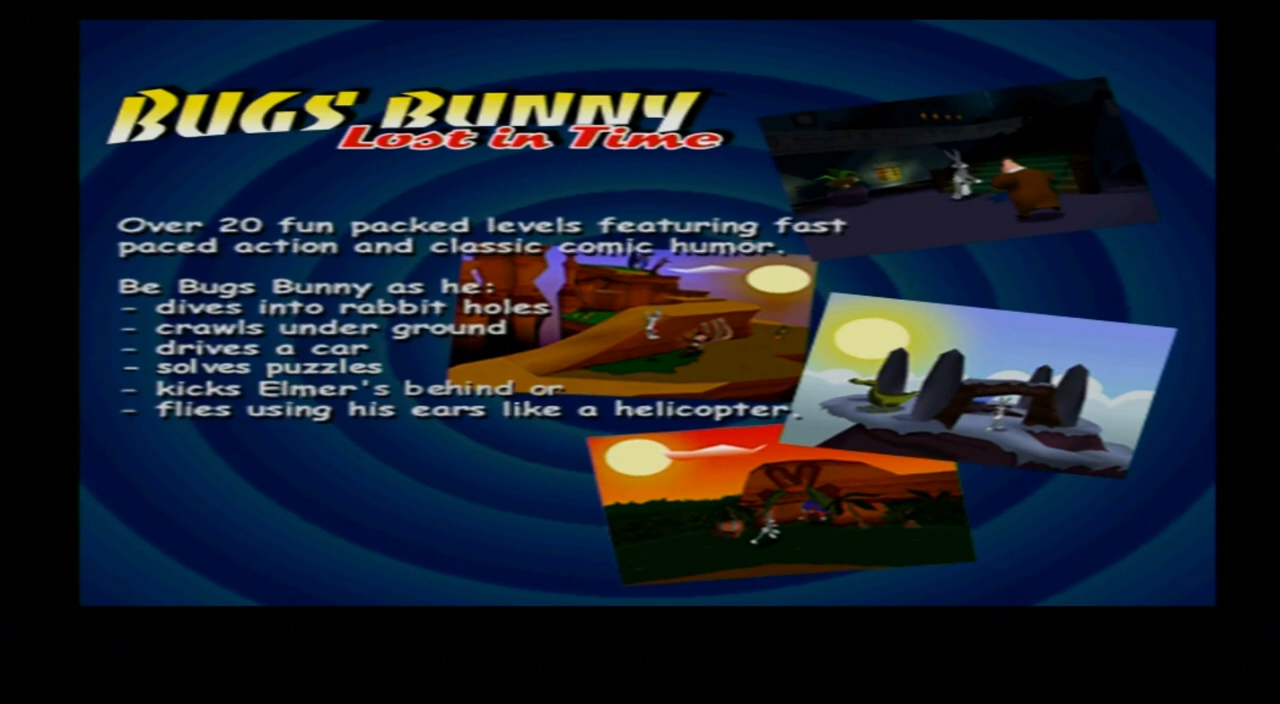 BUGS BUNNY
Lost in Time
Over 20 fun packed levels featuring fast
paced action and classic comic humor.
Be Bugs Bunny as he:
- dives into rabbit holes
- crawls under ground
- drives a car
- solves puzzles
- kicks Elmer's behind or
- flies using his ears like a helicopter.